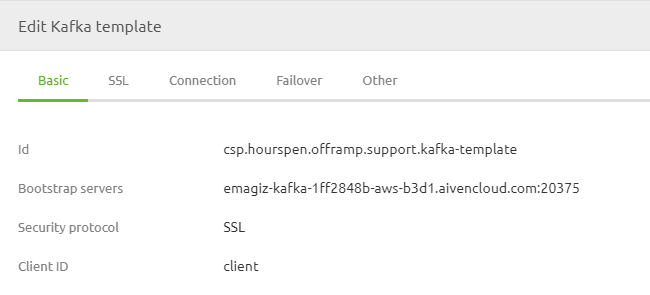 Edit Kafka template
Basic SSL Connection Failover Other
Id csp.hourspen.offramp.support.kafka-template
Bootstrap servers emagiz-kafka-1ff2848b-aws-b3d1.aivencloud.com:20375
Security protocol SSL
Client ID client